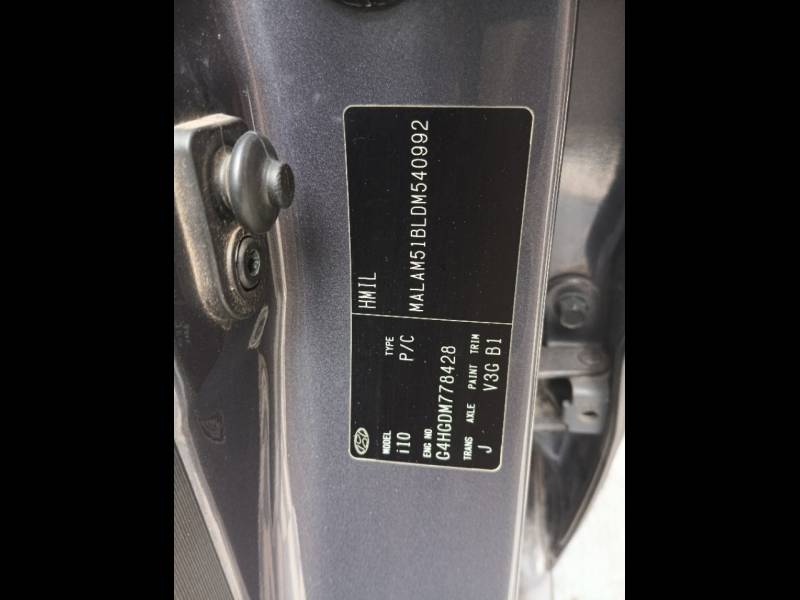 MODEL TYPE
i10 P/C
ENG NO
G4HGDM778428
TRANS AXLE PAINT TRIM
J V3G B1
HMIL
MALAM51BLDM540992